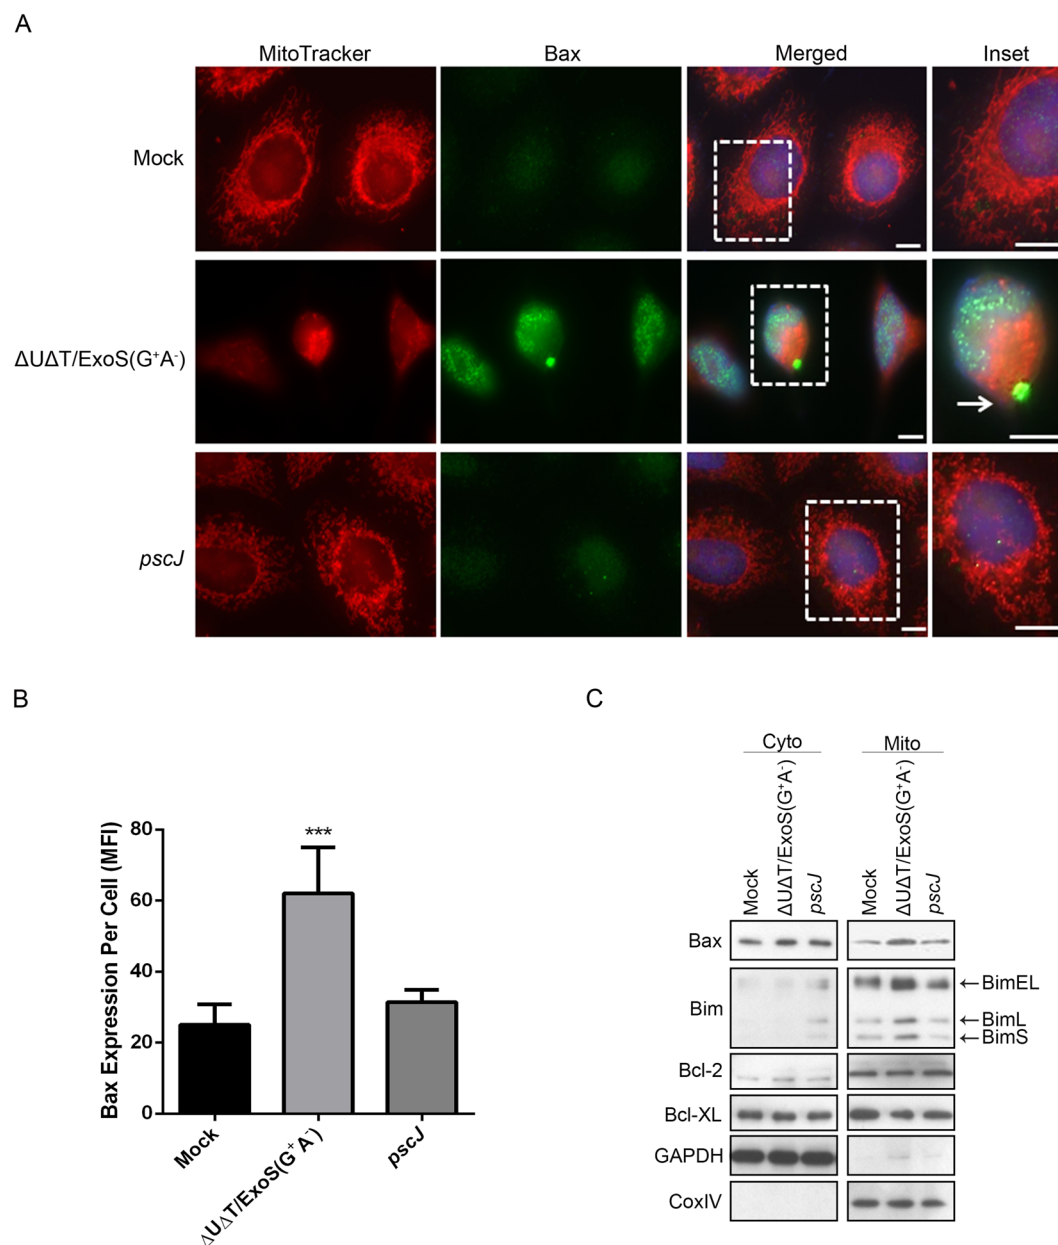 A
MitoTracker Bax Merged Inset
Mock
ΔUΔT/ExoS(G⁺A⁻)
pscJ
B
Bax Expression Per Cell (MFI)
80
60
40
20
0
***
Mock
ΔUΔT/ExoS(G⁺A⁻)
pscJ
C
Cyto Mito
Mock ΔUΔT/ExoS(G⁺A⁻) pscJ Mock ΔUΔT/ExoS(G⁺A⁻) pscJ
Bax
Bim
←BimEL
←BimL
←BimS
Bcl-2
Bcl-XL
GAPDH
CoxIV